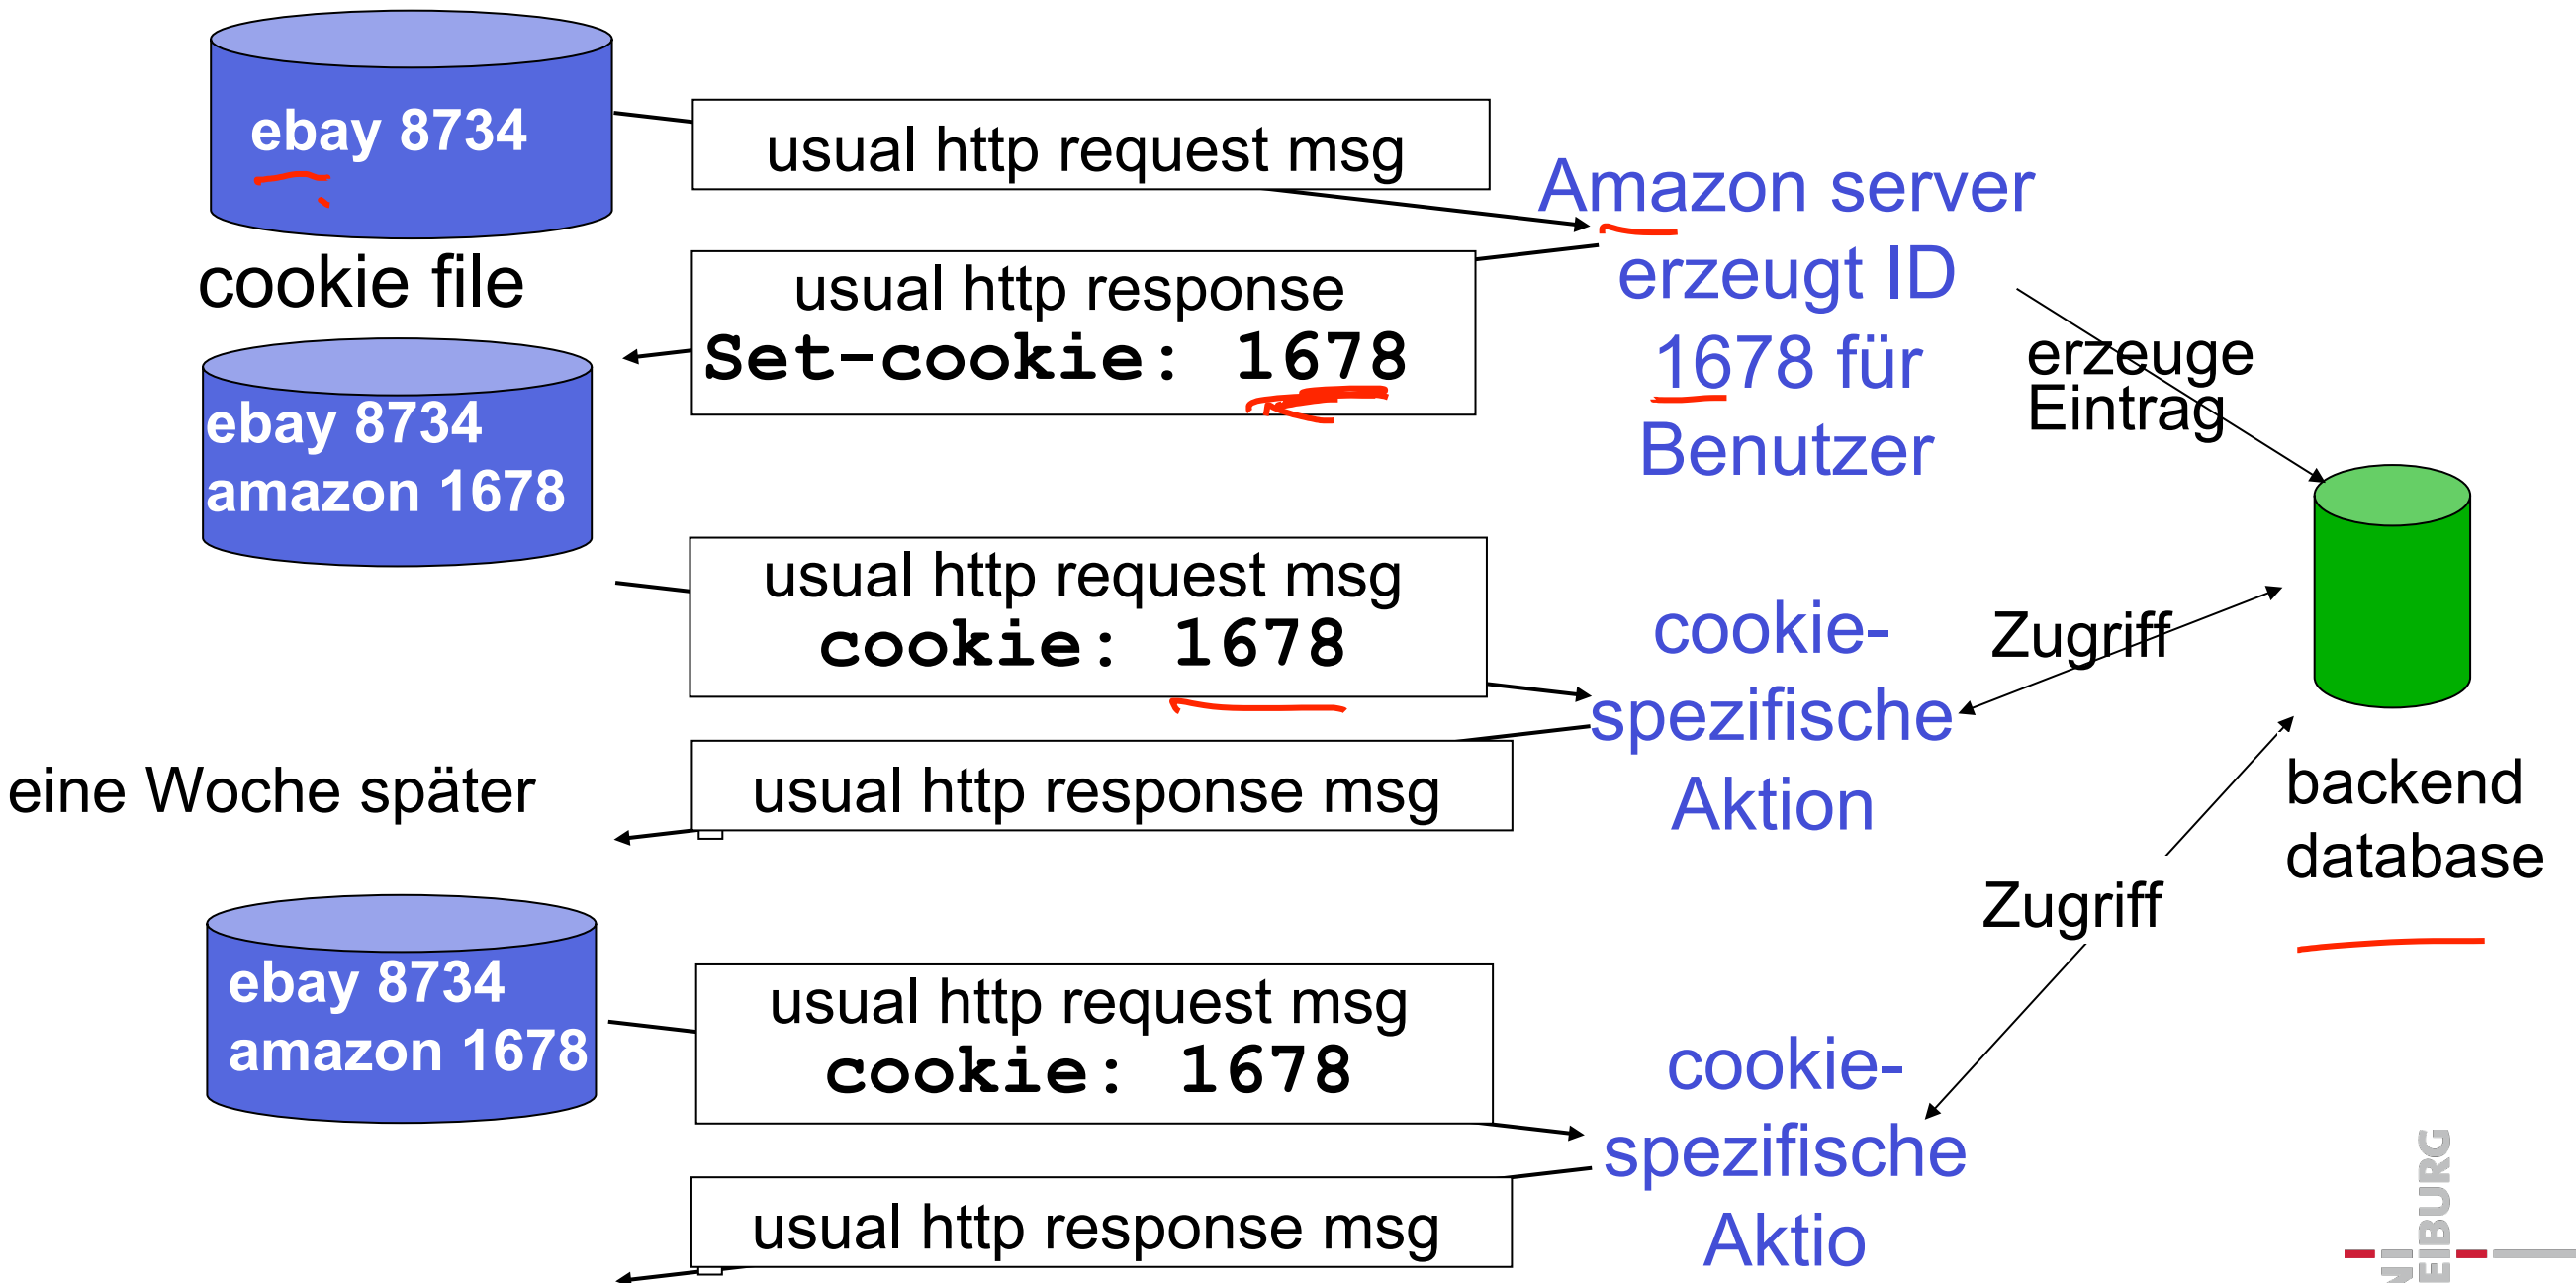 ebay 8734
cookie file
usual http request msg
Amazon server
erzeugt ID
1678 für
Benutzer
usual http response
Set-cookie: 1678
erzeuge
Eintrag
ebay 8734
amazon 1678
usual http request msg
cookie: 1678
cookie-
spezifische
Aktion
Zugriff
backend
database
eine Woche später
usual http response msg
Zugriff
ebay 8734
amazon 1678
usual http request msg
cookie: 1678
cookie-
spezifische
Aktio
usual http response msg
EIBURG